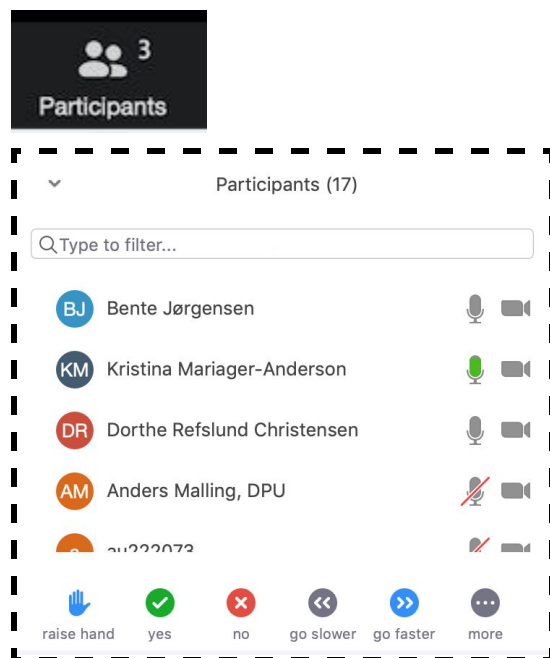 3
Participants
Participants (17)
Type to filter...
BJ Bente Jørgensen
KM Kristina Mariager-Anderson
DR Dorthe Refslund Christensen
AM Anders Malling, DPU
a au222073
raise hand yes no go slower go faster more